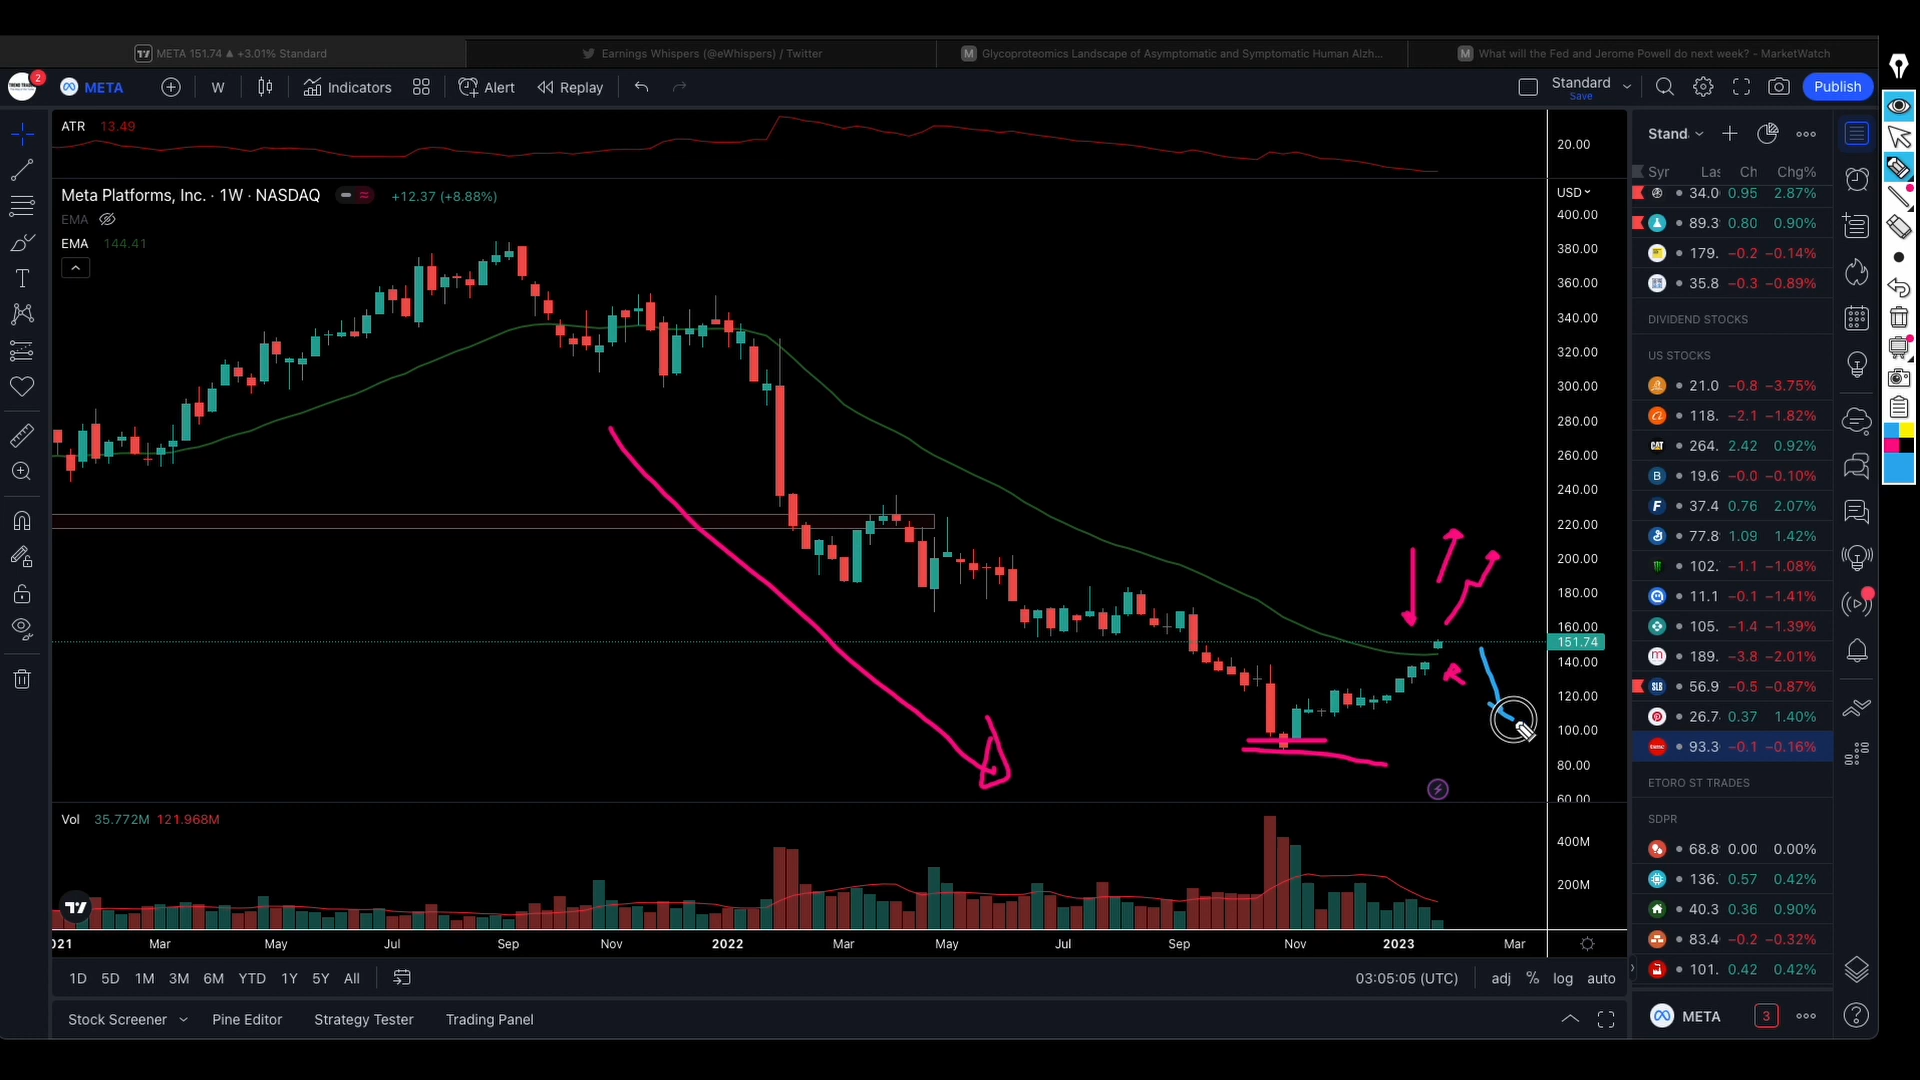 META 151.74 ▲ +3.01% Standard
Earnings Whispers (@eWhispers) / Twitter
Glycoproteomics Landscape of Asymptomatic and Symptomatic Human Alzh...
What will the Fed and Jerome Powell do next week? - MarketWatch
2
META
W
Indicators
Alert
Replay
Standard
Save
Publish
ATR 13.49
20.00
Meta Platforms, Inc. · 1W · NASDAQ
+12.37 (+8.88%)
EMA
EMA 144.41
USD
400.00
380.00
360.00
340.00
320.00
300.00
280.00
260.00
240.00
220.00
200.00
180.00
160.00
151.74
140.00
120.00
100.00
80.00
60.00
Vol 35.772M 121.968M
400M
200M
2021 Mar May Jul Sep Nov 2022 Mar May Jul Sep Nov 2023 Mar
1D 5D 1M 3M 6M YTD 1Y 5Y All
03:05:05 (UTC) adj % log auto
Stock Screener Pine Editor Strategy Tester Trading Panel
Stand
Syr Las Ch Chg%
34.0 0.95 2.87%
89.3 0.80 0.90%
179. −0.2 −0.14%
35.8 −0.3 −0.89%
DIVIDEND STOCKS
US STOCKS
21.0 −0.8 −3.75%
118. −2.1 −1.82%
CAT 264. 2.42 0.92%
B 19.6 −0.0 −0.10%
F 37.4 0.76 2.07%
77.8 1.09 1.42%
102. −1.1 −1.08%
11.1 −0.1 −1.41%
105. −1.4 −1.39%
m 189. −3.8 −2.01%
SLB 56.9 −0.5 −0.87%
26.7 0.37 1.40%
93.3 −0.1 −0.16%
ETORO ST TRADES
SDPR
68.8 0.00 0.00%
136. 0.57 0.42%
40.3 0.36 0.90%
83.4 −0.2 −0.32%
101. 0.42 0.42%
META 3